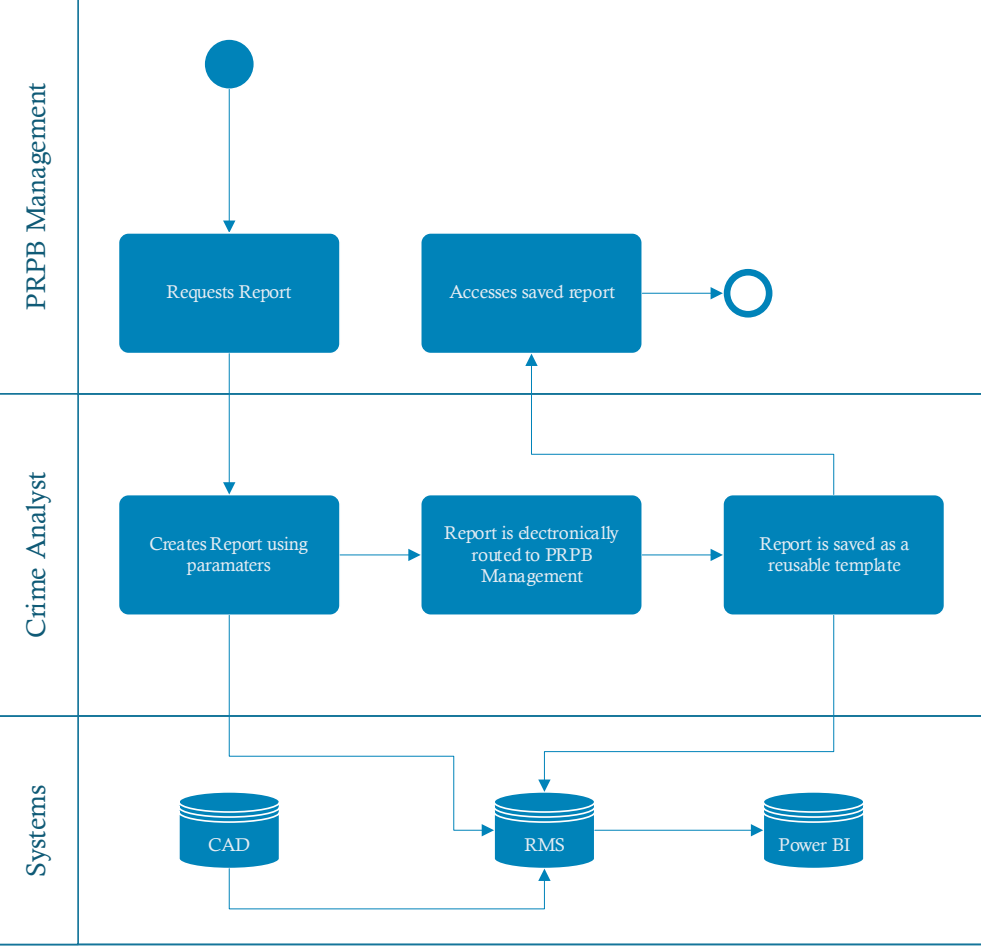 PRPB Management
Requests Report
Accesses saved report
Crime Analyst
Creates Report using
paramaters
Report is electronically
routed to PRPB
Management
Report is saved as a
reusable template
Systems
CAD
RMS
Power BI